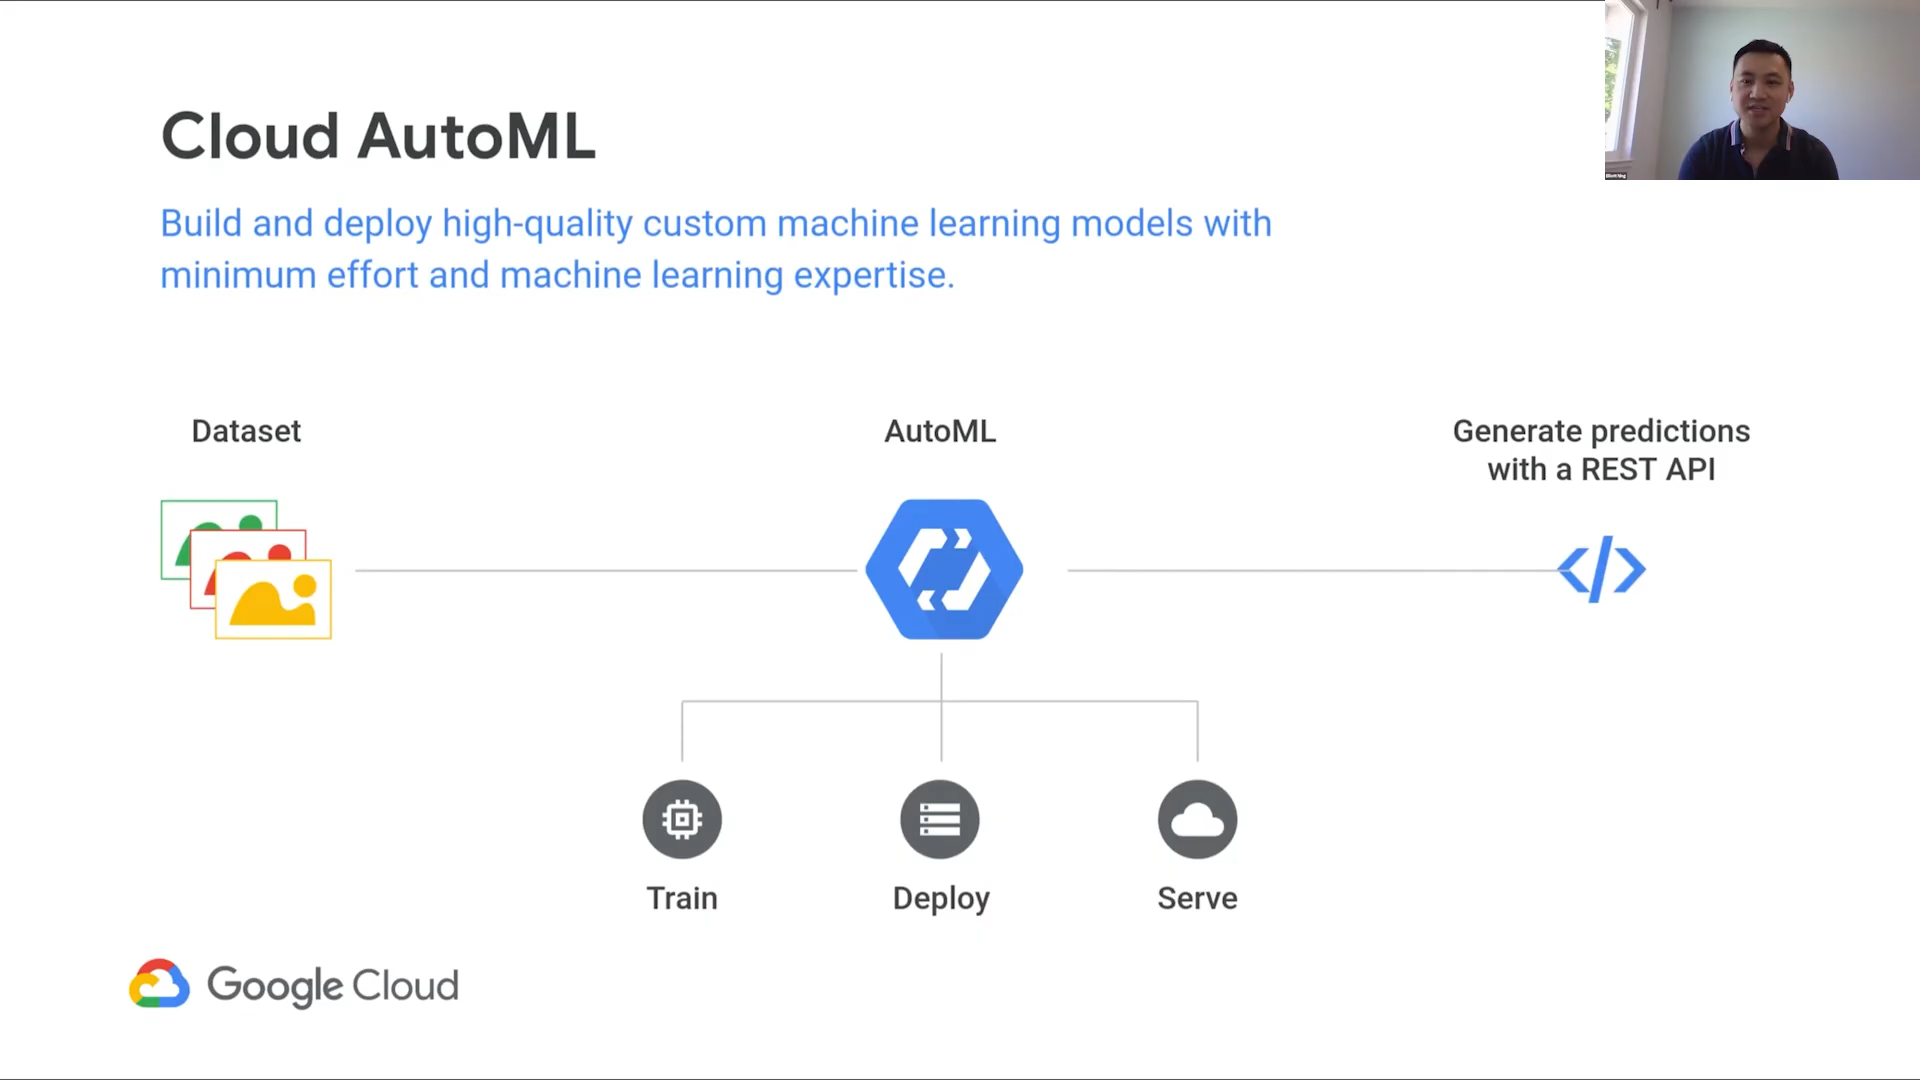 Cloud AutoML
Build and deploy high-quality custom machine learning models with
minimum effort and machine learning expertise.
Dataset
AutoML
Generate predictions
with a REST API
Train
Deploy
Serve
Google Cloud